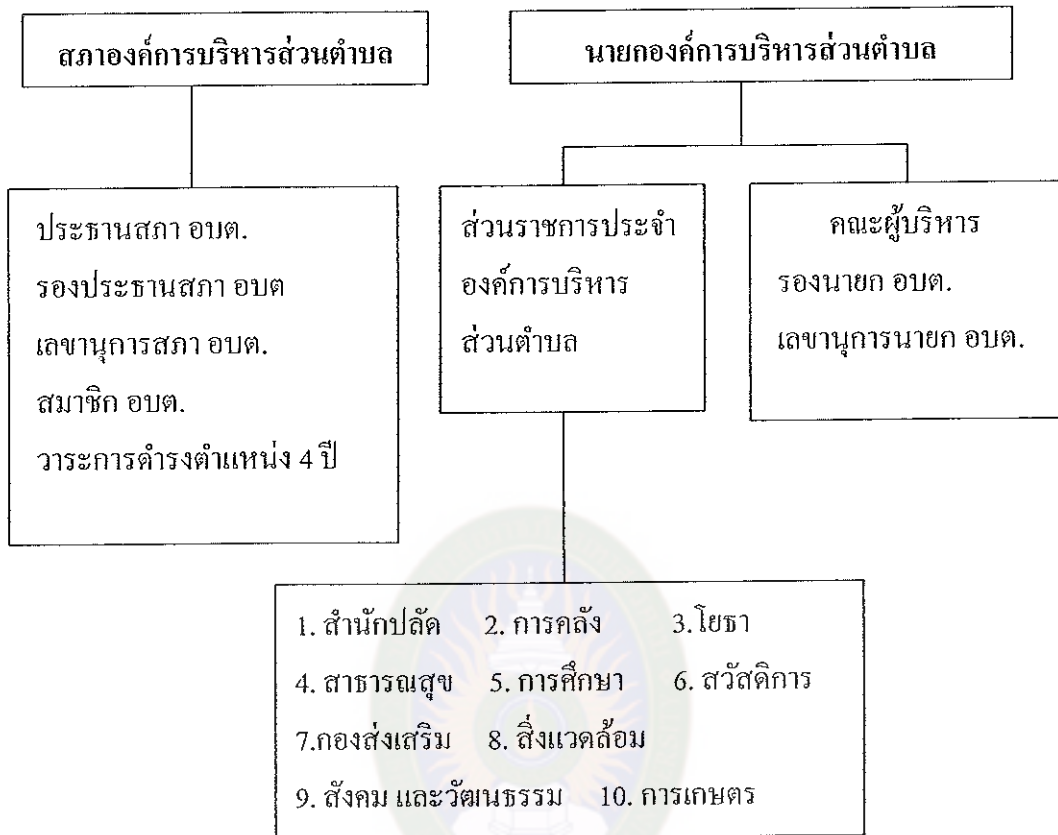 สภาองค์การบริหารส่วนตำบล
นายกองค์การบริหารส่วนตำบล
ประธานสภา อบต.
รองประธานสภา อบต
เลขานุการสภา อบต.
สมาชิก อบต.
วาระการดำรงตำแหน่ง 4 ปี
ส่วนราชการประจำ
องค์การบริหาร
ส่วนตำบล
คณะผู้บริหาร
รองนายก อบต.
เลขานุการนายก อบต.
1. สำนักปลัด 2. การคลัง 3.โยธา
4. สาธารณสุข 5. การศึกษา 6. สวัสดิการ
7.กองส่งเสริม 8. สิ่งแวดล้อม
9. สังคม และวัฒนธรรม 10. การเกษตร